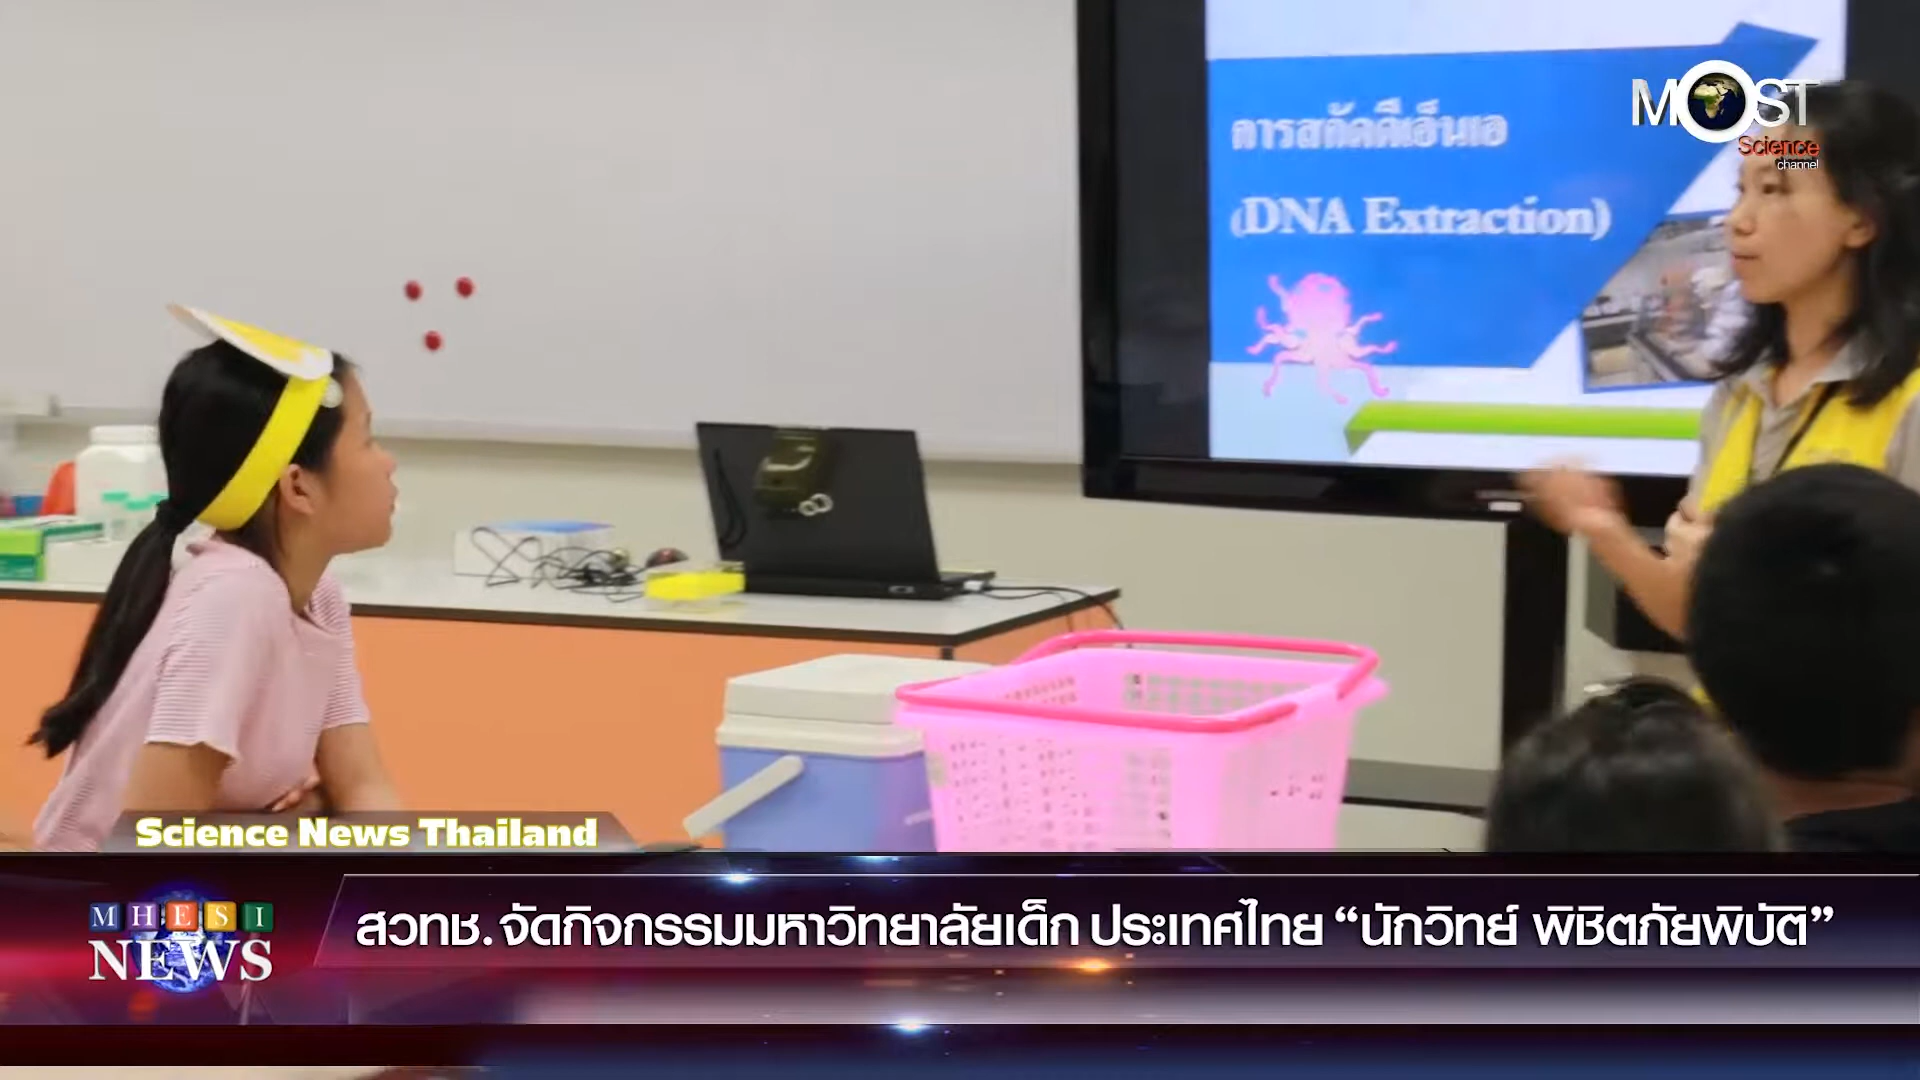 การสกัดดีเอ็นเอ
(DNA Extraction)
MOST
Science
channel
Science News Thailand
MHESI
NEWS
สวทช. จัดกิจกรรมมหาวิทยาลัยเด็ก ประเทศไทย “นักวิทย์ พิชิตภัยพิบัติ”